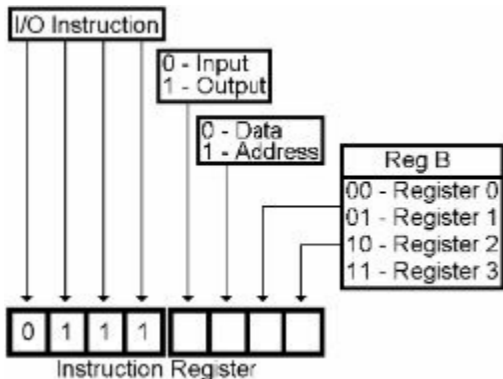 I/O Instruction
0 - Input
1 - Output
0 - Data
1 - Address
Reg B
00 - Register 0
01 - Register 1
10 - Register 2
11 - Register 3
0 1 1 1
Instruction Register